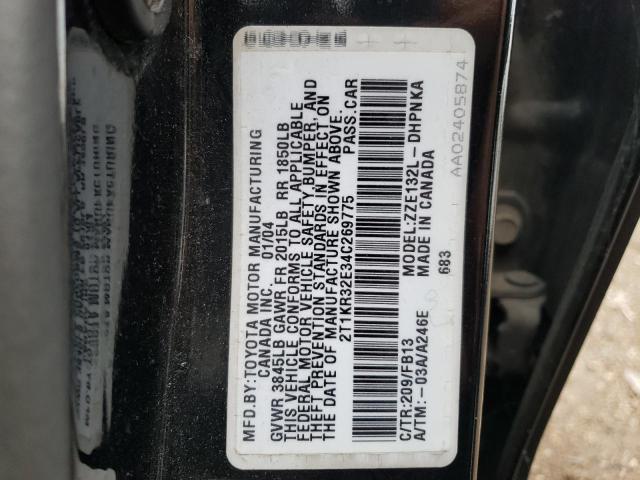 MFD.BY:TOYOTA MOTOR MANUFACTURING
CANADA INC. 01/04
GVWR 3845LB GAWR FR 2015LB RR 1850LB
THIS VEHICLE CONFORMS TO ALL APPLICABLE
FEDERAL MOTOR VEHICLE SAFETY BUMPER, AND
THEFT PREVENTION STANDARDS IN EFFECT ON
THE DATE OF MANUFACTURE SHOWN ABOVE.
2T1KR32E34C269775 PASS.CAR
C/TR:209/FB13 MODEL:ZZE132L-DHPNKA
A/TM:-03A/A246E MADE IN CANADA
683
AA02405874